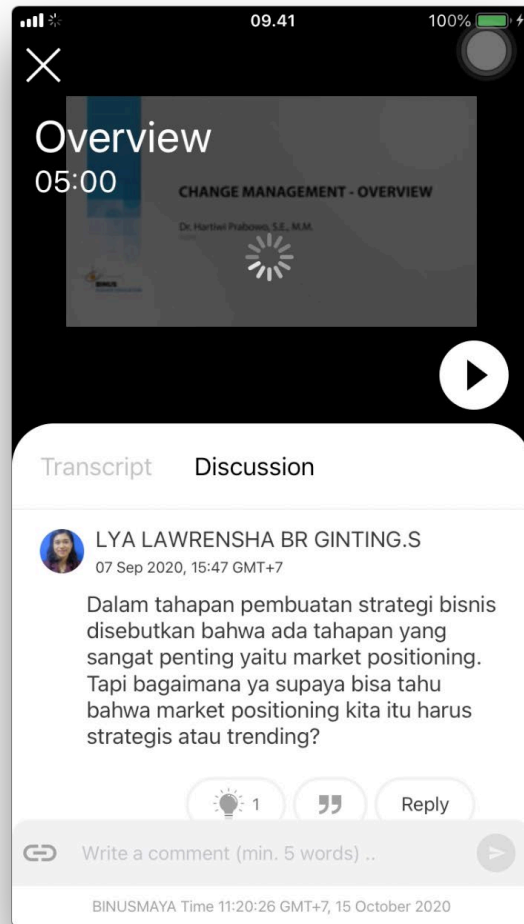 09.41
100%
Overview
05:00
CHANGE MANAGEMENT - OVERVIEW
Dr. Hartiwi Prabowo, S.E., M.M.
BINUS
Transcript Discussion
LYA LAWRENSHA BR GINTING.S
07 Sep 2020, 15:47 GMT+7
Dalam tahapan pembuatan strategi bisnis
disebutkan bahwa ada tahapan yang
sangat penting yaitu market positioning.
Tapi bagaimana ya supaya bisa tahu
bahwa market positioning kita itu harus
strategis atau trending?
1
Reply
Write a comment (min. 5 words) ..
BINUSMAYA Time 11:20:26 GMT+7, 15 October 2020